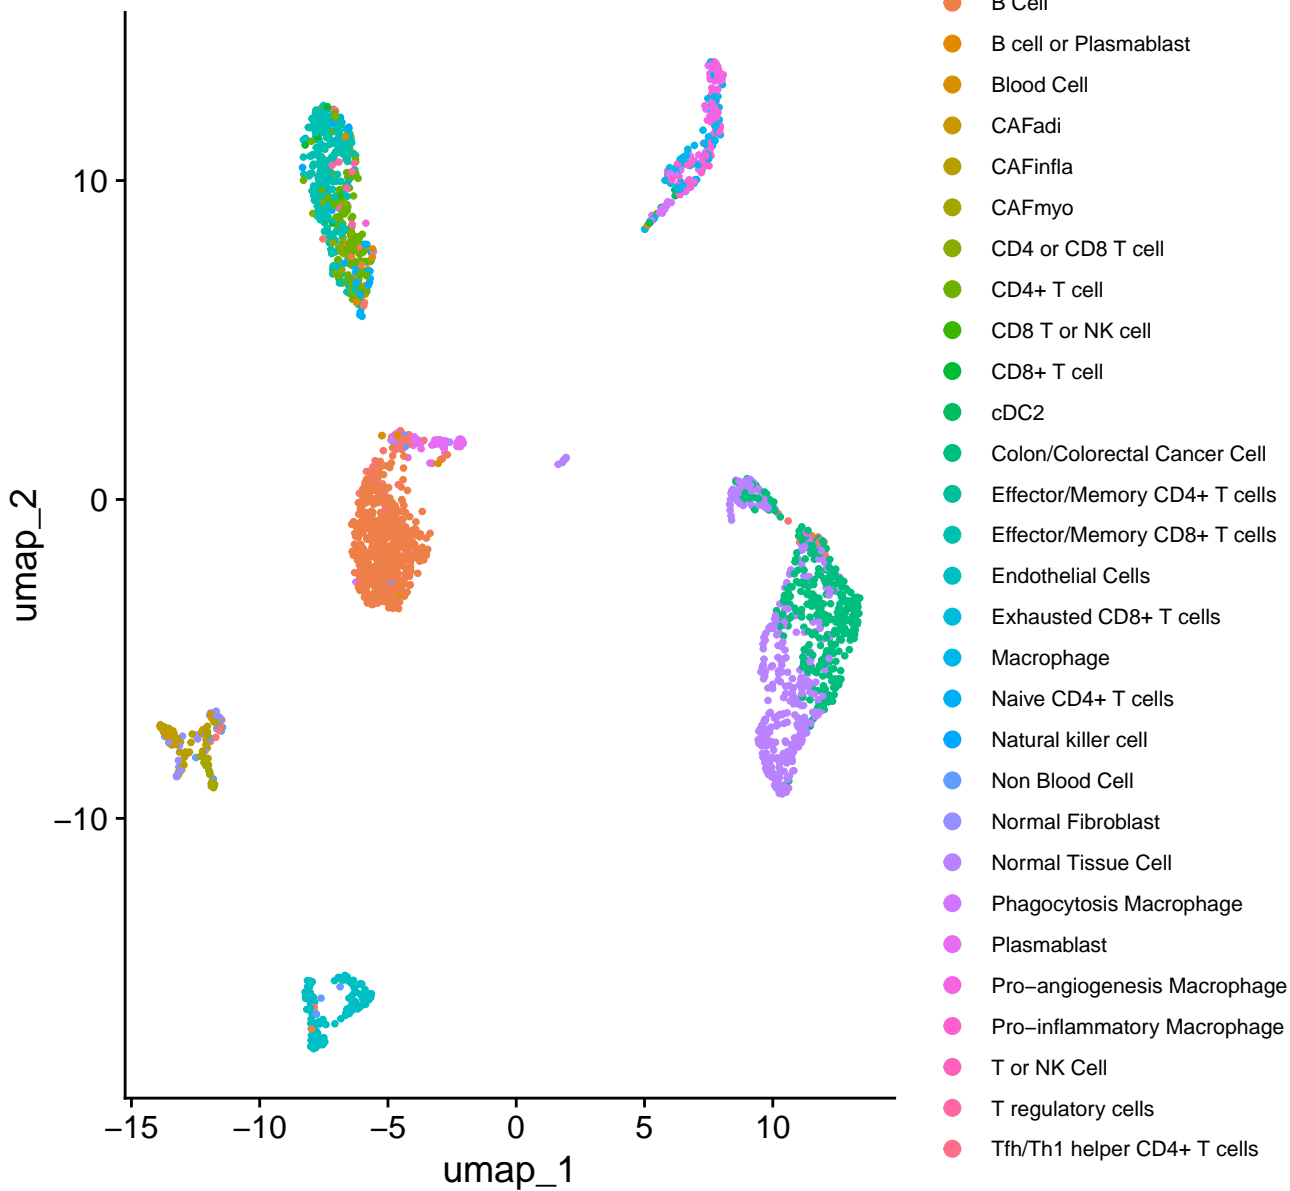 B Cell
B cell or Plasmablast
Blood Cell
CAFadi
CAFinfla
CAFmyo
CD4 or CD8 T cell
CD4+ T cell
CD8 T or NK cell
CD8+ T cell
cDC2
Colon/Colorectal Cancer Cell
Effector/Memory CD4+ T cells
Effector/Memory CD8+ T cells
Endothelial Cells
Exhausted CD8+ T cells
Macrophage
Naive CD4+ T cells
Natural killer cell
Non Blood Cell
Normal Fibroblast
Normal Tissue Cell
Phagocytosis Macrophage
Plasmablast
Pro−angiogenesis Macrophage
Pro−inflammatory Macrophage
T or NK Cell
T regulatory cells
Tfh/Th1 helper CD4+ T cells
10
0
−10
umap_2
−15 −10 −5 0 5 10
umap_1